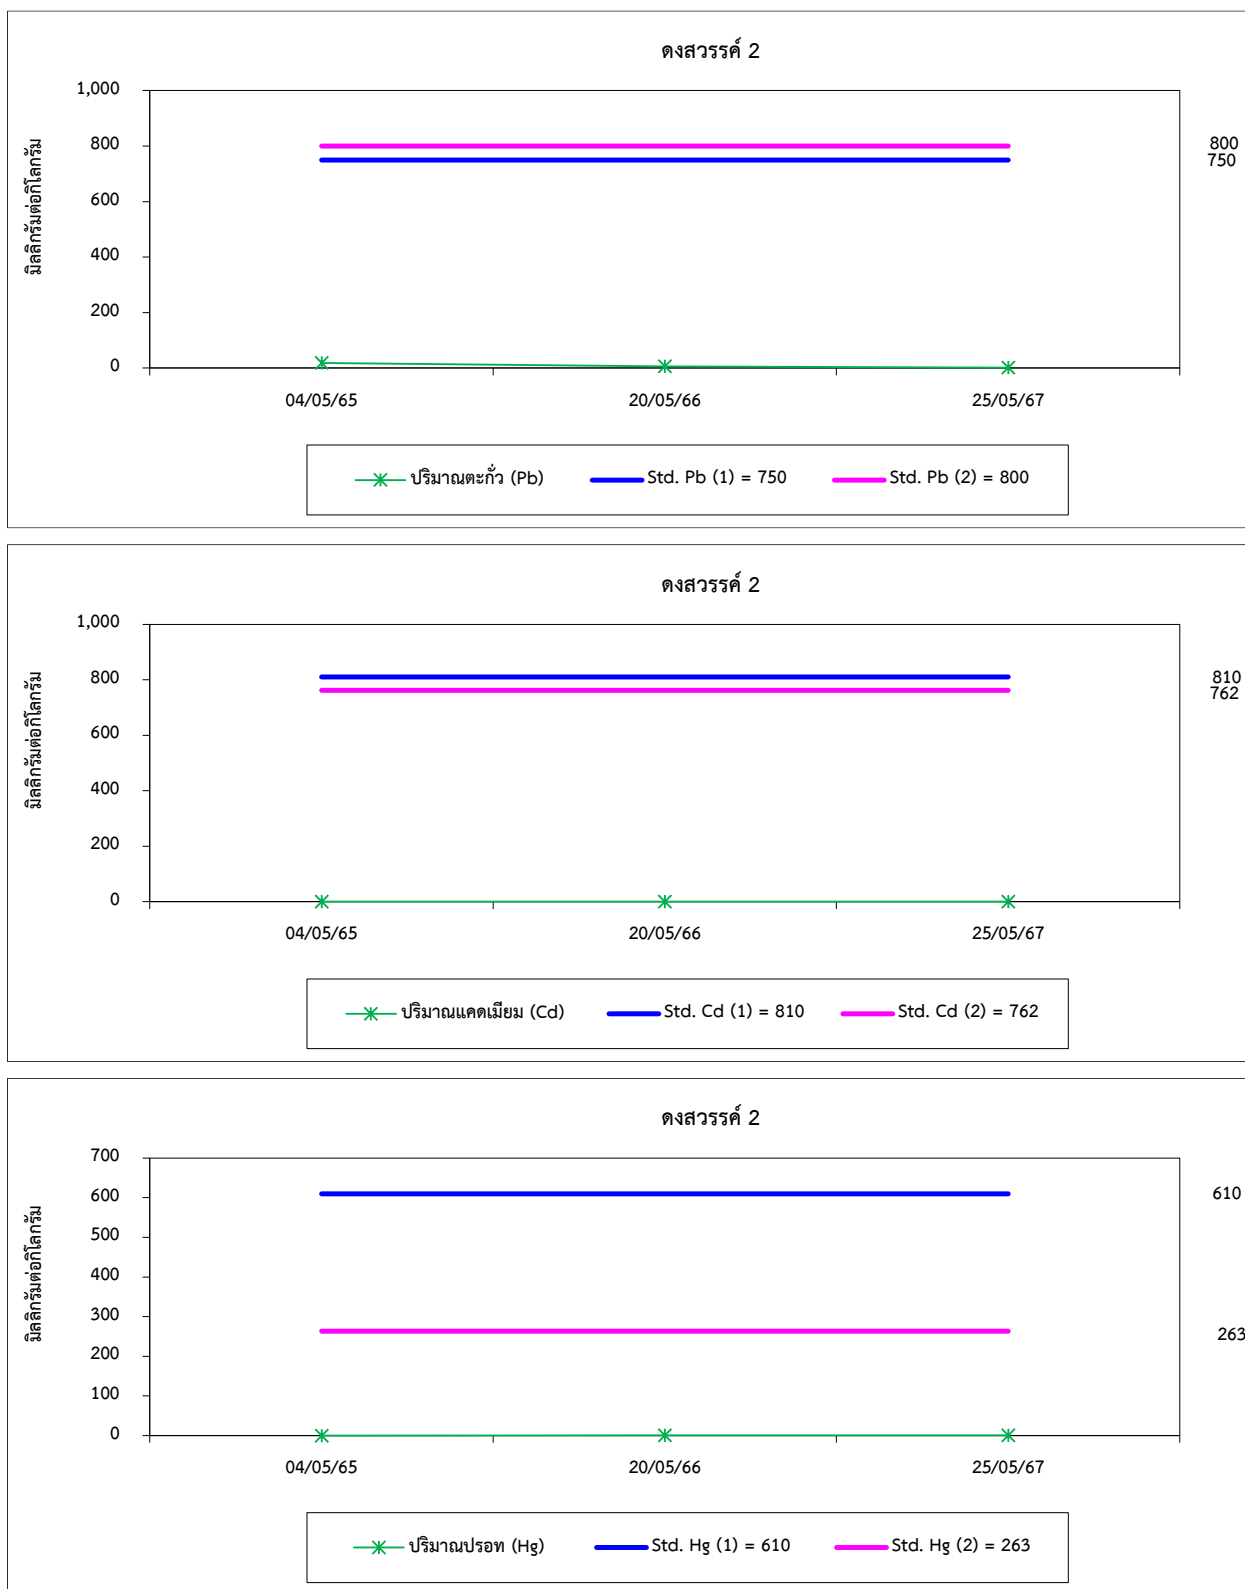 ดงสวรรค์ 2
มิลลิกรัมต่อกิโลกรัม
1,000
800
600
400
200
0
800
750
04/05/65 20/05/66 25/05/67
ปริมาณตะกั่ว (Pb) Std. Pb (1) = 750 Std. Pb (2) = 800
ดงสวรรค์ 2
มิลลิกรัมต่อกิโลกรัม
1,000
800
600
400
200
0
810
762
04/05/65 20/05/66 25/05/67
ปริมาณแคดเมียม (Cd) Std. Cd (1) = 810 Std. Cd (2) = 762
ดงสวรรค์ 2
มิลลิกรัมต่อกิโลกรัม
700
600
500
400
300
200
100
0
610
263
04/05/65 20/05/66 25/05/67
ปริมาณปรอท (Hg) Std. Hg (1) = 610 Std. Hg (2) = 263